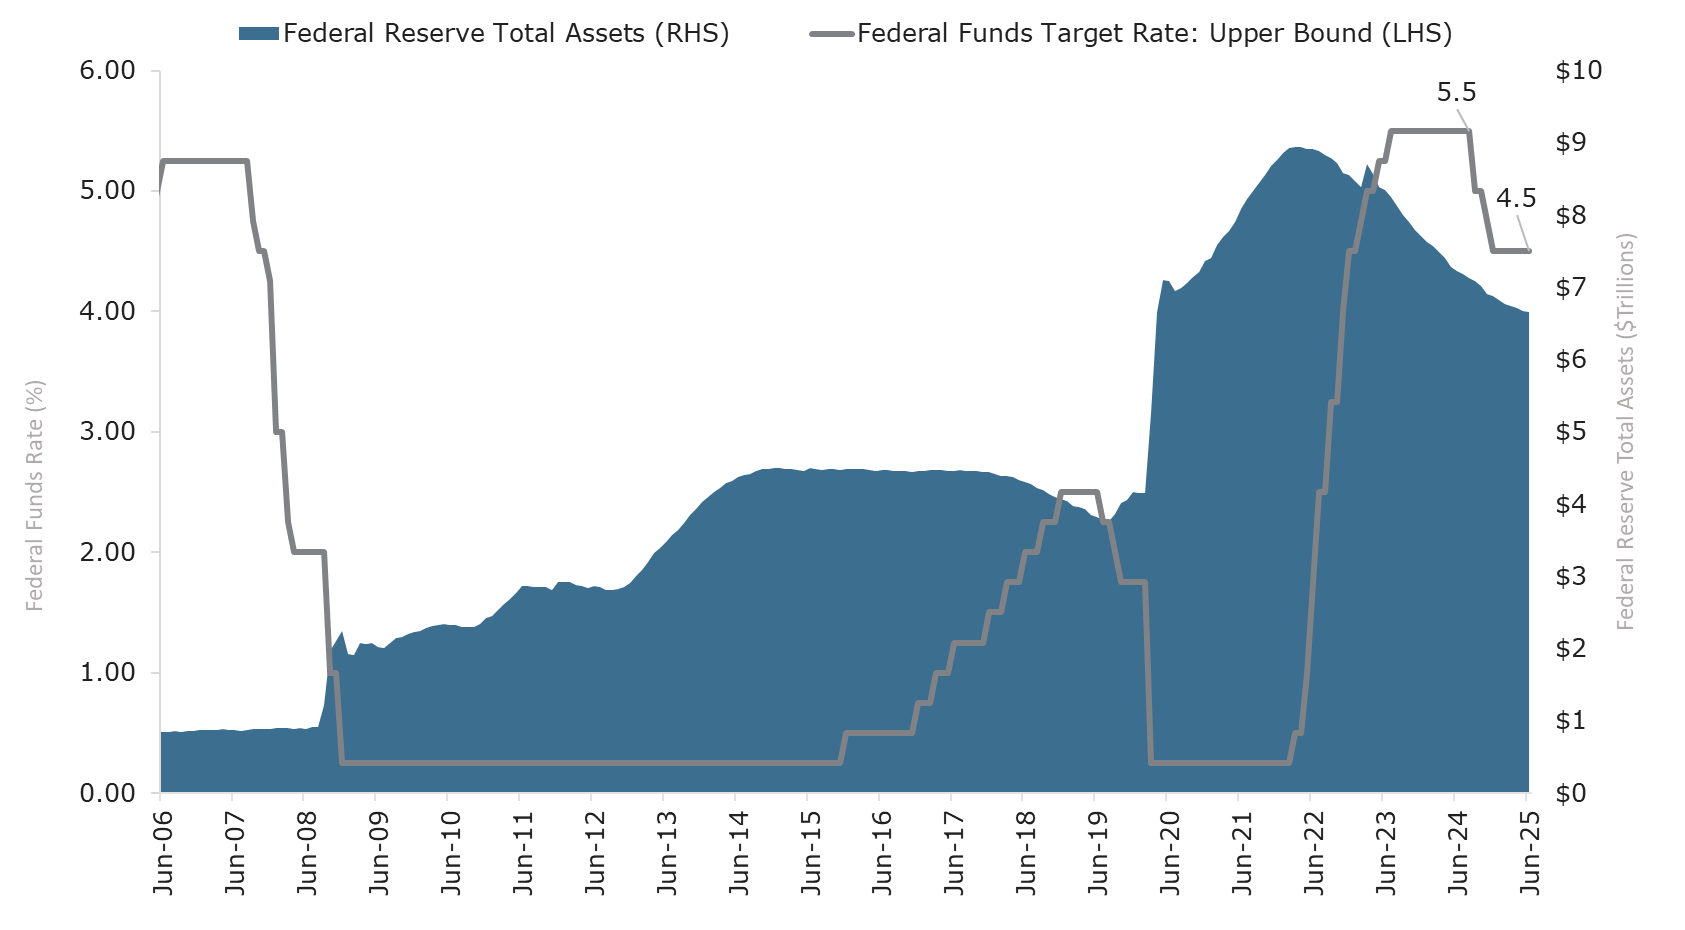 Federal Reserve Total Assets (RHS)
Federal Funds Target Rate: Upper Bound (LHS)
6.00
5.00
4.00
3.00
2.00
1.00
0.00
Federal Funds Rate (%)
5.5
4.5
$10
$9
$8
$7
$6
$5
$4
$3
$2
$1
$0
Federal Reserve Total Assets ($Trillions)
Jun-06
Jun-07
Jun-08
Jun-09
Jun-10
Jun-11
Jun-12
Jun-13
Jun-14
Jun-15
Jun-16
Jun-17
Jun-18
Jun-19
Jun-20
Jun-21
Jun-22
Jun-23
Jun-24
Jun-25